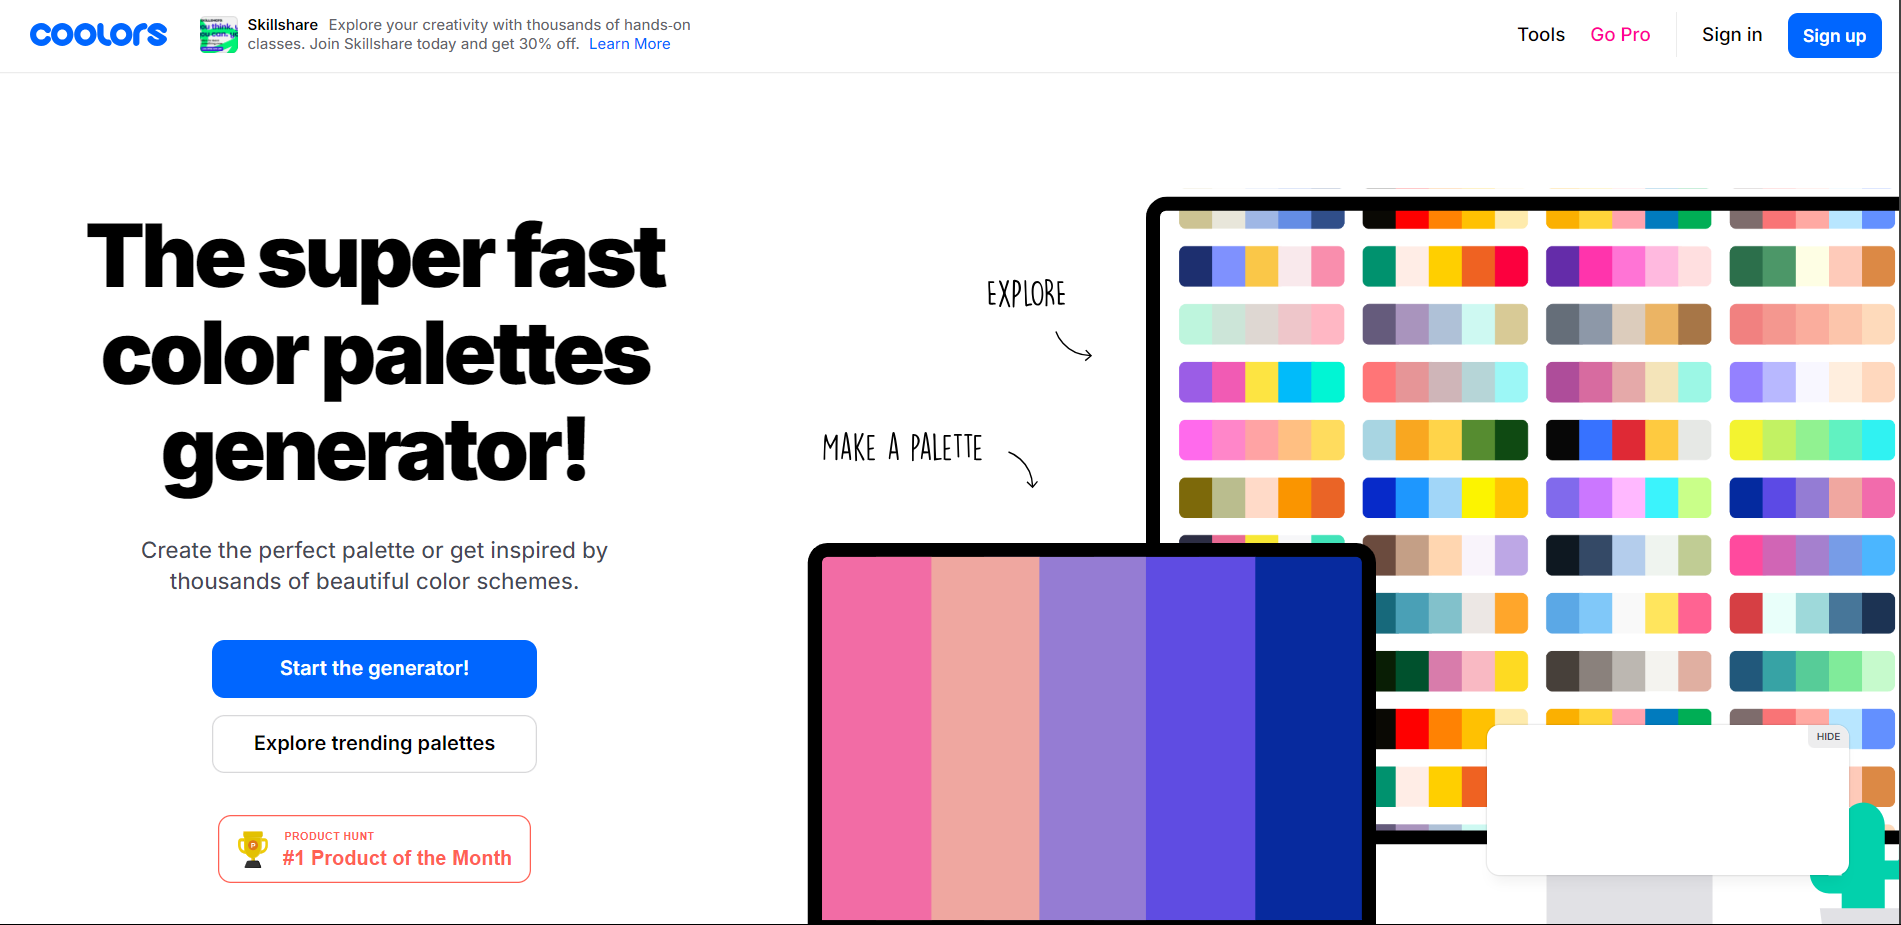 coolors
Skillshare Explore your creativity with thousands of hands-on
classes. Join Skillshare today and get 30% off. Learn More
Tools
Go Pro
Sign in
Sign up
The super fast
color palettes
generator!
Create the perfect palette or get inspired by
thousands of beautiful color schemes.
Start the generator!
Explore trending palettes
PRODUCT HUNT
#1 Product of the Month
EXPLORE
MAKE A PALETTE
HIDE